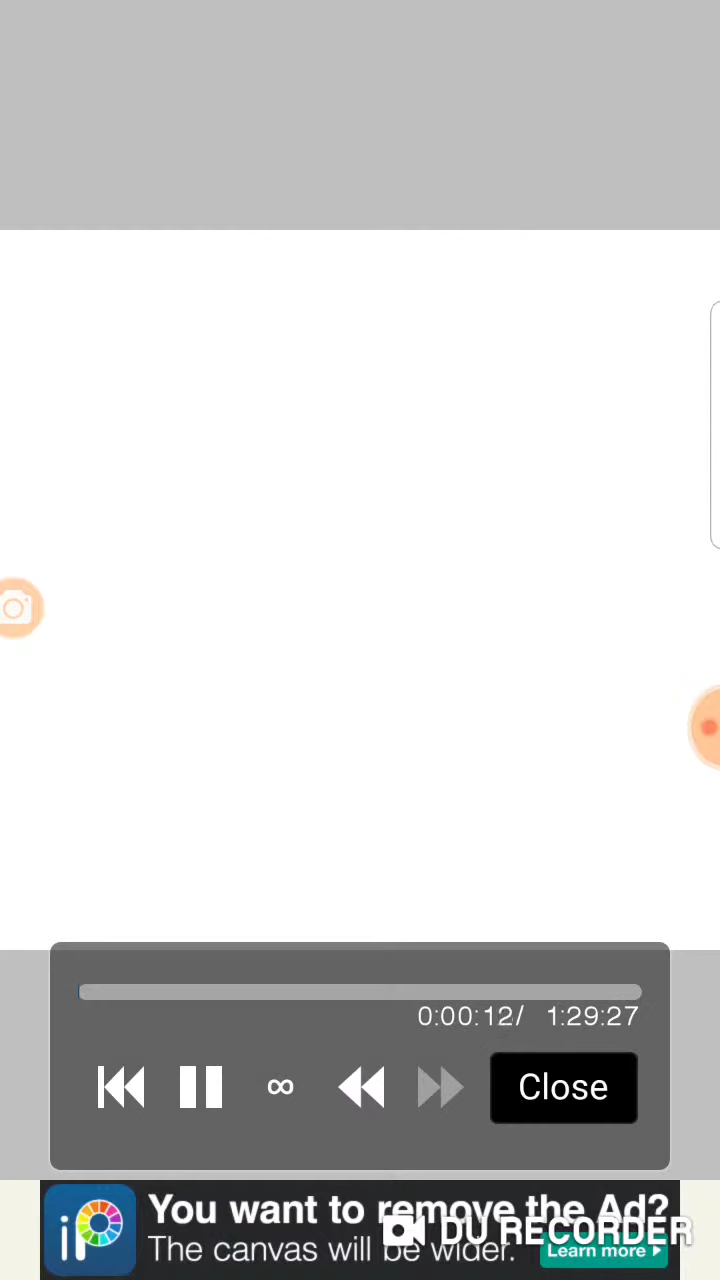 0:00:12/ 1:29:27
∞
Close
iP
You want to remove the Ad?
The canvas will be wider.
Learn more
DU RECORDER